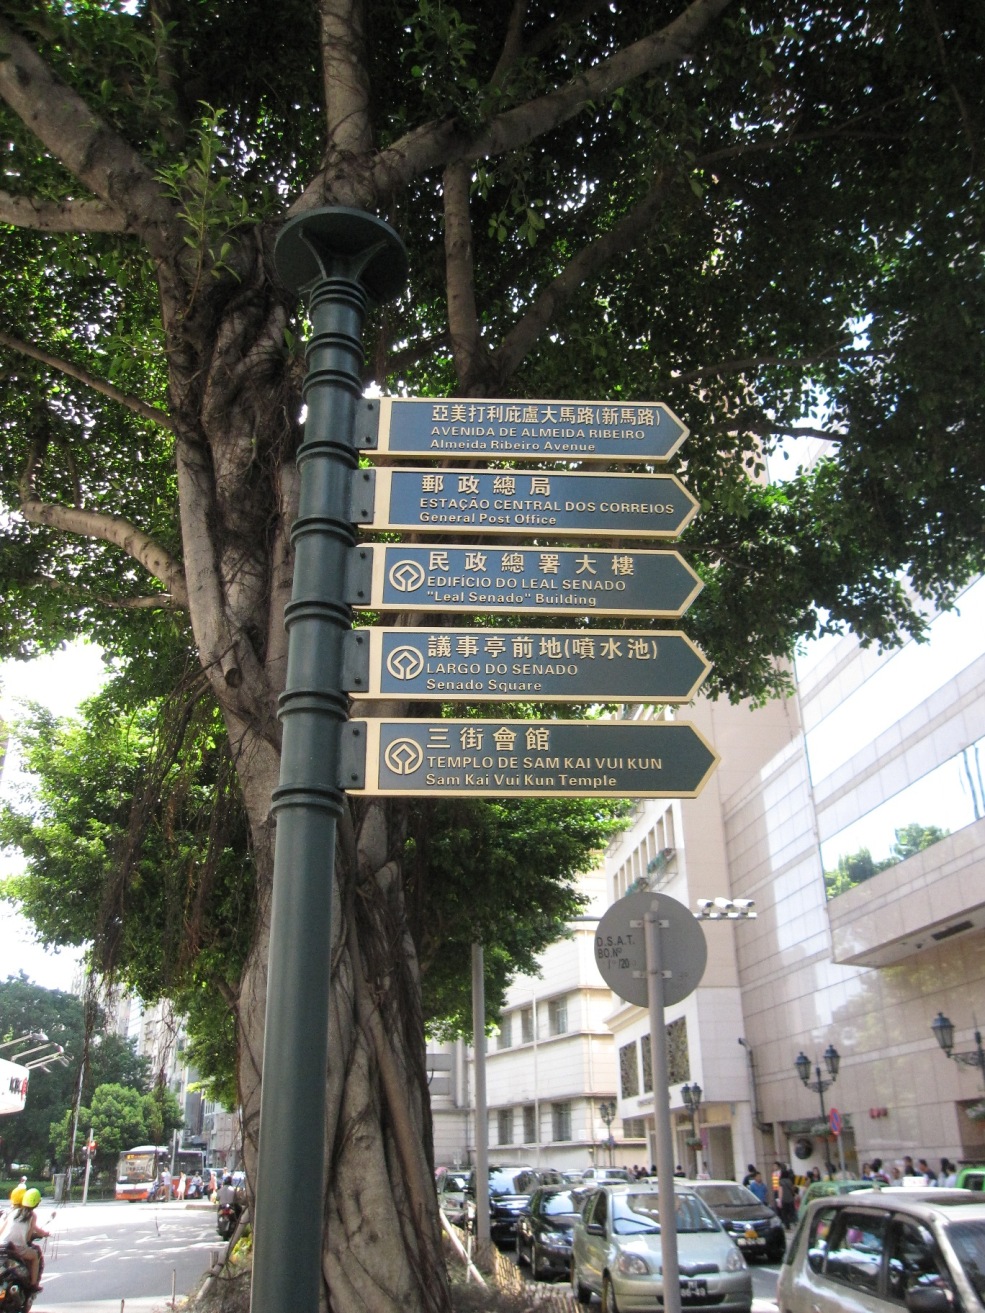 亞美打利庇盧大馬路(新馬路)
AVENIDA DE ALMEIDA RIBEIRO
Almeida Ribeiro Avenue
郵政總局
ESTAÇÃO CENTRAL DOS CORREIOS
General Post Office
民政總署大樓
EDIFÍCIO DO LEAL SENADO
"Leal Senado" Building
議事亭前地(噴水池)
LARGO DO SENADO
Senado Square
三街會館
TEMPLO DE SAM KAI VUI KUN
Sam Kai Vui Kun Temple
D.S.A.T.
BO.Nº